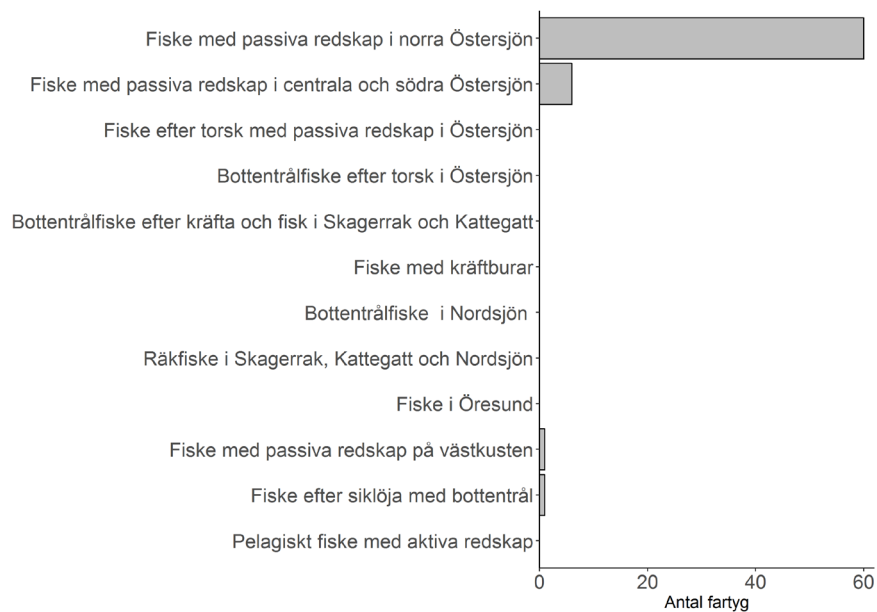 Fiske med passiva redskap i norra Östersjön
Fiske med passiva redskap i centrala och södra Östersjön
Fiske efter torsk med passiva redskap i Östersjön
Bottentrålfiske efter torsk i Östersjön
Bottentrålfiske efter kräfta och fisk i Skagerrak och Kattegatt
Fiske med kräftburar
Bottentrålfiske  i Nordsjön
Räkfiske i Skagerrak, Kattegatt och Nordsjön
Fiske i Öresund
Fiske med passiva redskap på västkusten
Fiske efter siklöja med bottentrål
Pelagiskt fiske med aktiva redskap
0 20 40 60
Antal fartyg